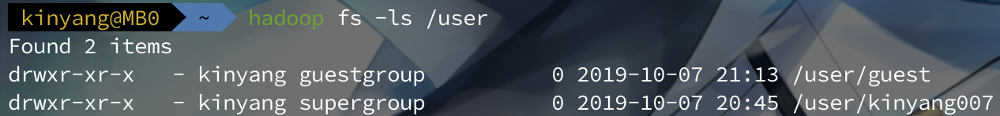 kinyang@MB0 ~ hadoop fs -ls /user
Found 2 items
drwxr-xr-x   - kinyang guestgroup          0 2019-10-07 21:13 /user/guest
drwxr-xr-x   - kinyang supergroup          0 2019-10-07 20:45 /user/kinyang007